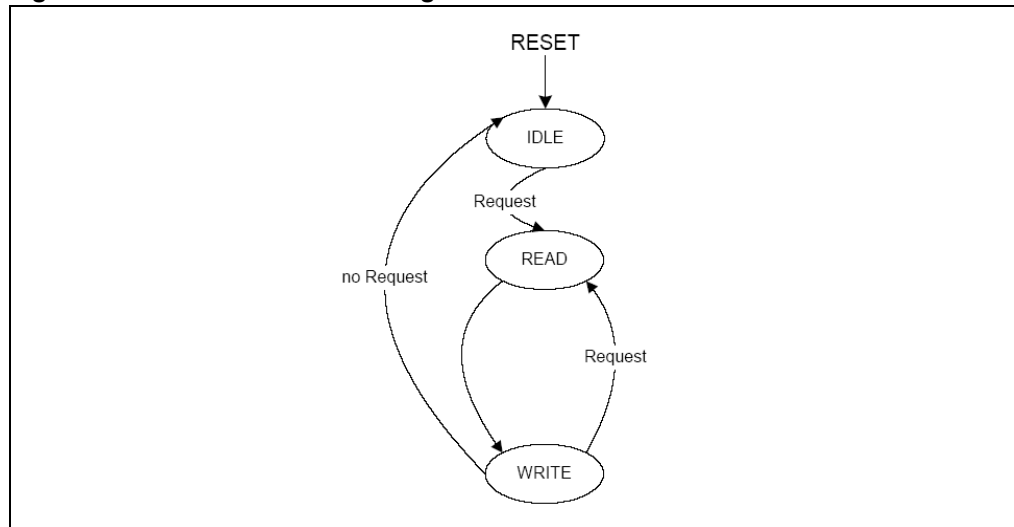 RESET
IDLE
Request
READ
no Request
Request
WRITE